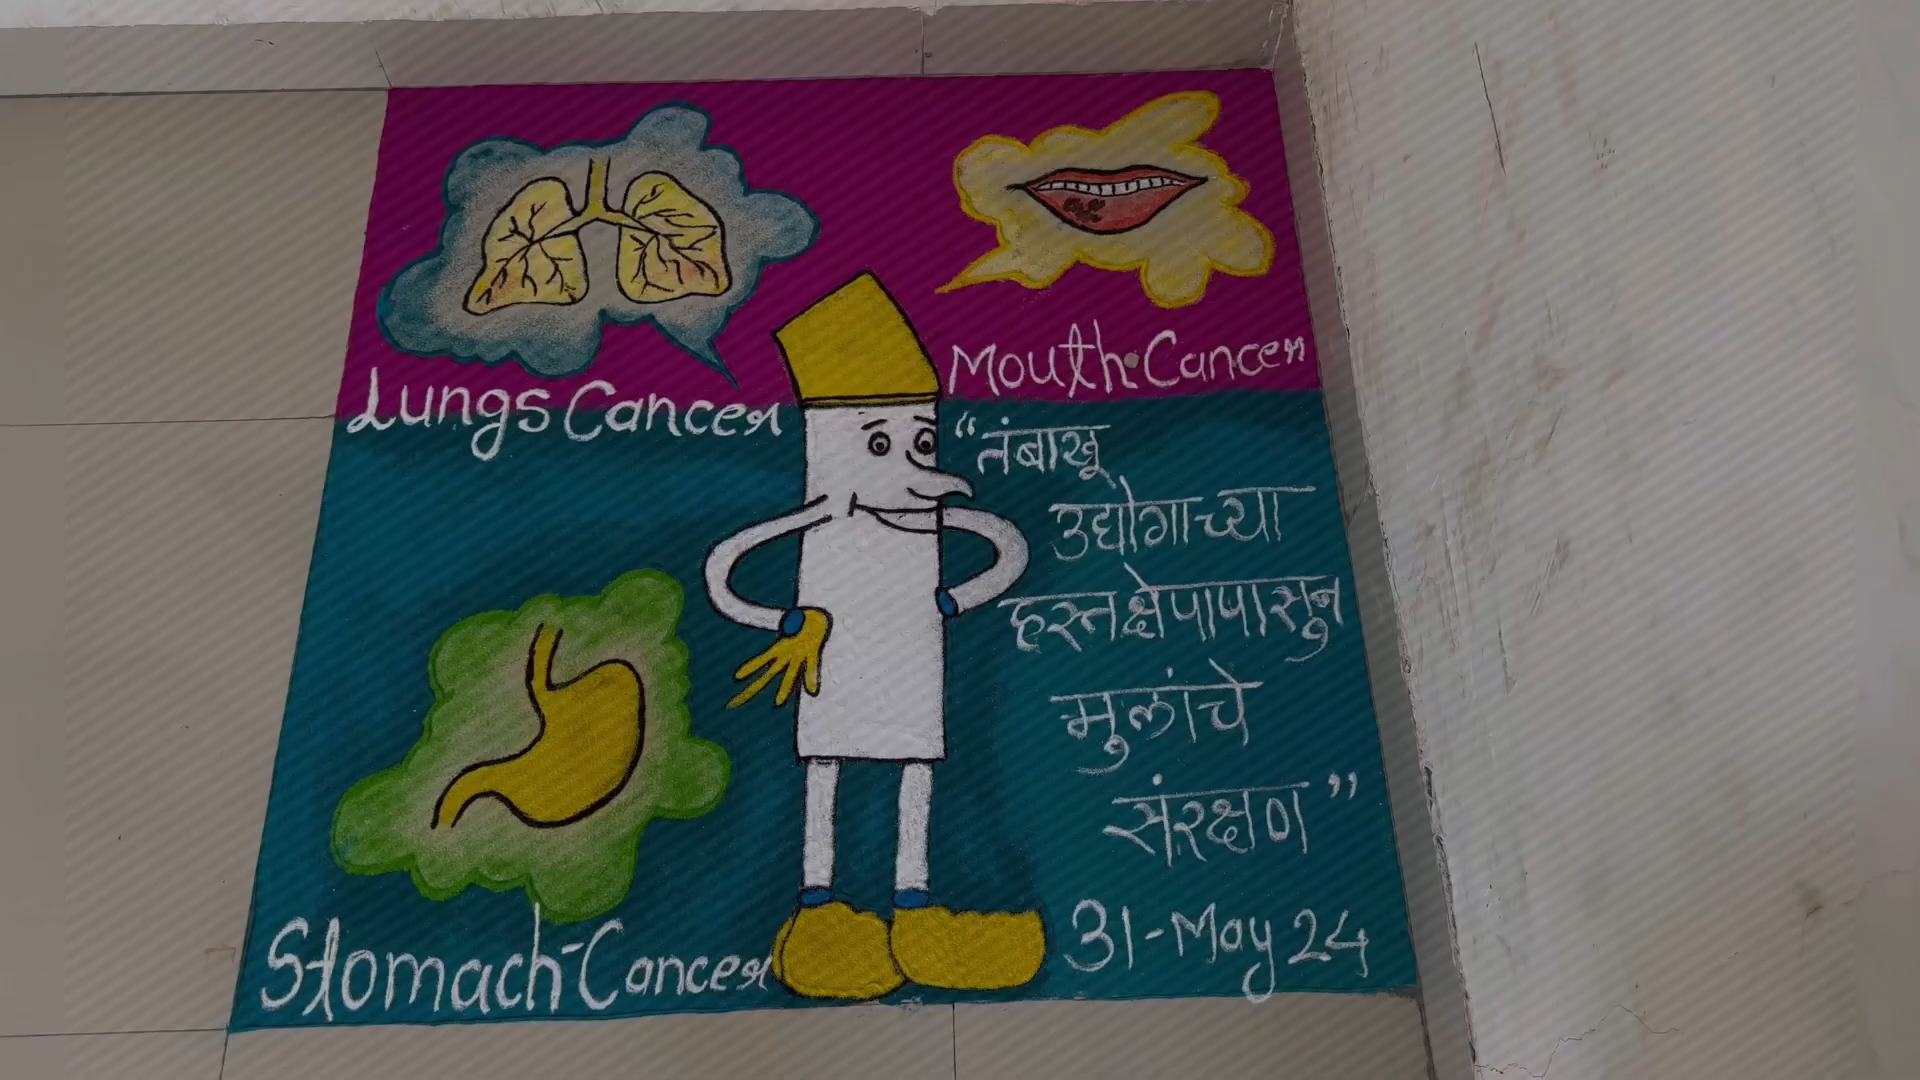 Lungs Cancer
Mouth Cancer
“तंबाखू
उद्योगाच्या
हस्तक्षेपापासुन
मुलांचे
संरक्षण”
Stomach-Cancer
31-May 24